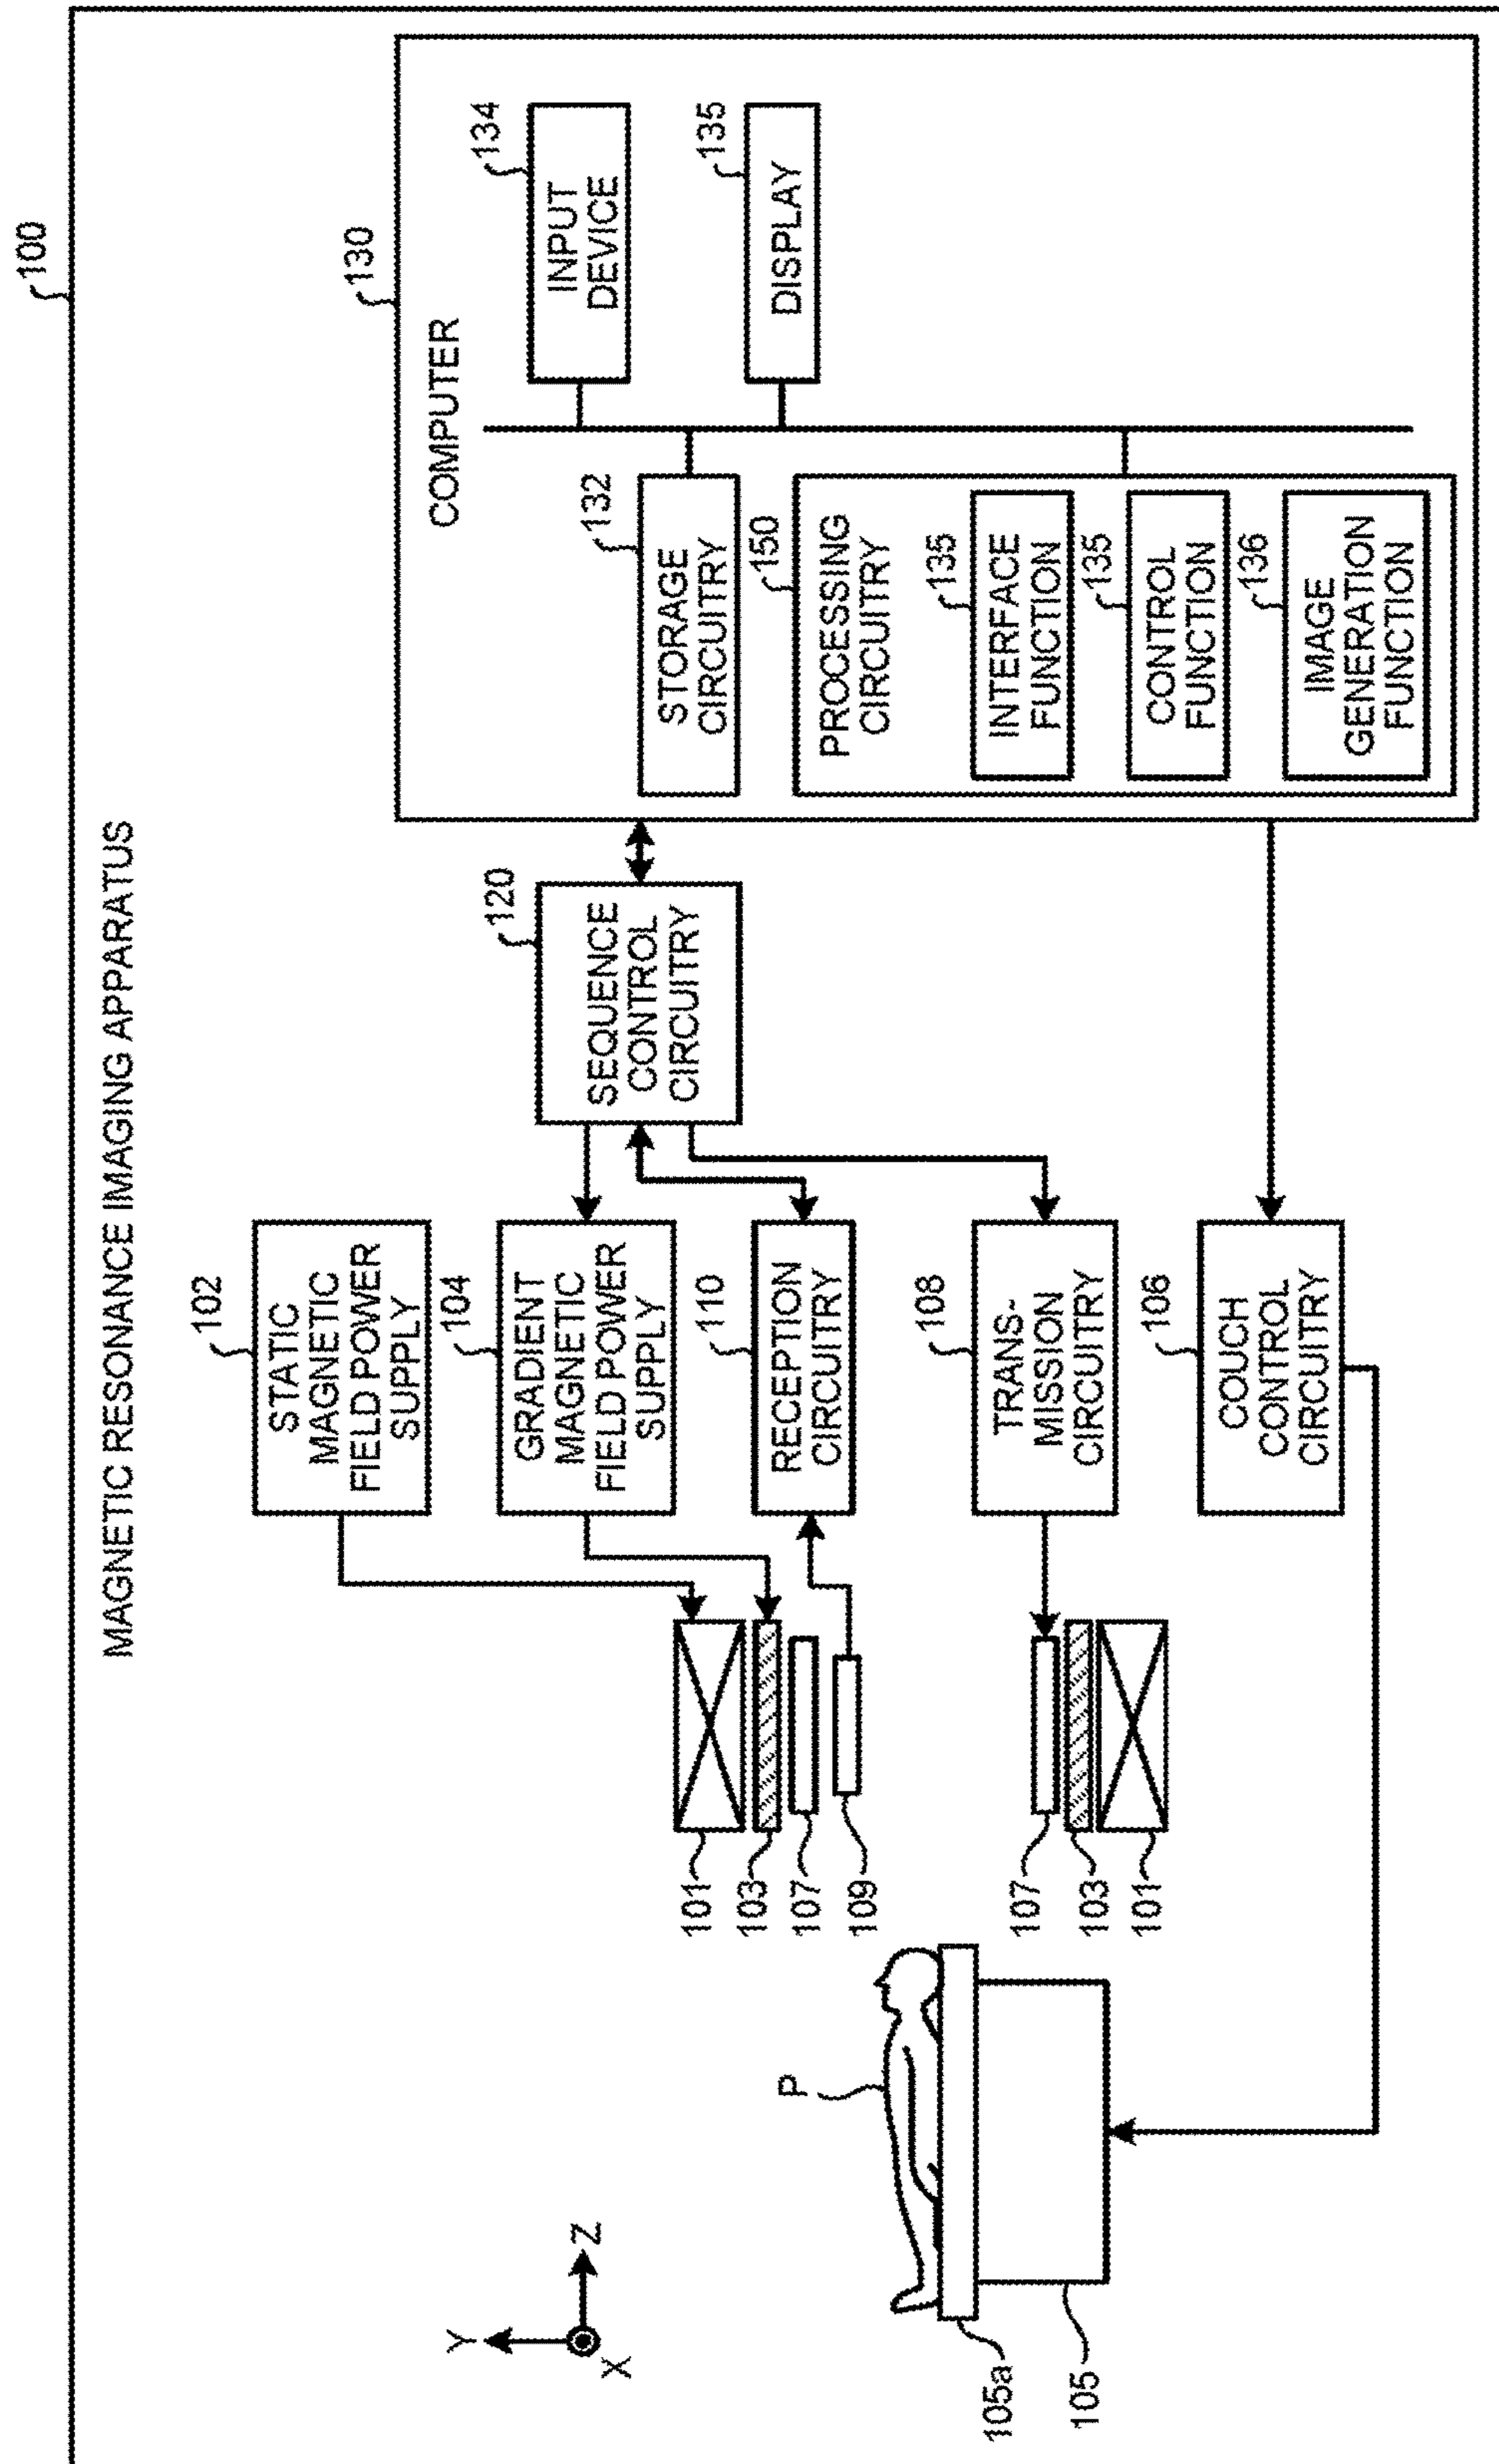 100
MAGNETIC RESONANCE IMAGING APPARATUS
102
STATIC
MAGNETIC
FIELD POWER
SUPPLY
104
GRADIENT
MAGNETIC
FIELD POWER
SUPPLY
110
RECEPTION
CIRCUITRY
108
TRANS-
MISSION
CIRCUITRY
106
COUCH
CONTROL
CIRCUITRY
120
SEQUENCE
CONTROL
CIRCUITRY
130
COMPUTER
134
INPUT
DEVICE
135
DISPLAY
132
STORAGE
CIRCUITRY
150
PROCESSING
CIRCUITRY
135
INTERFACE
FUNCTION
135
CONTROL
FUNCTION
136
IMAGE
GENERATION
FUNCTION
101
103
107
109
107
103
101
Y
Z
X
P
105a
105